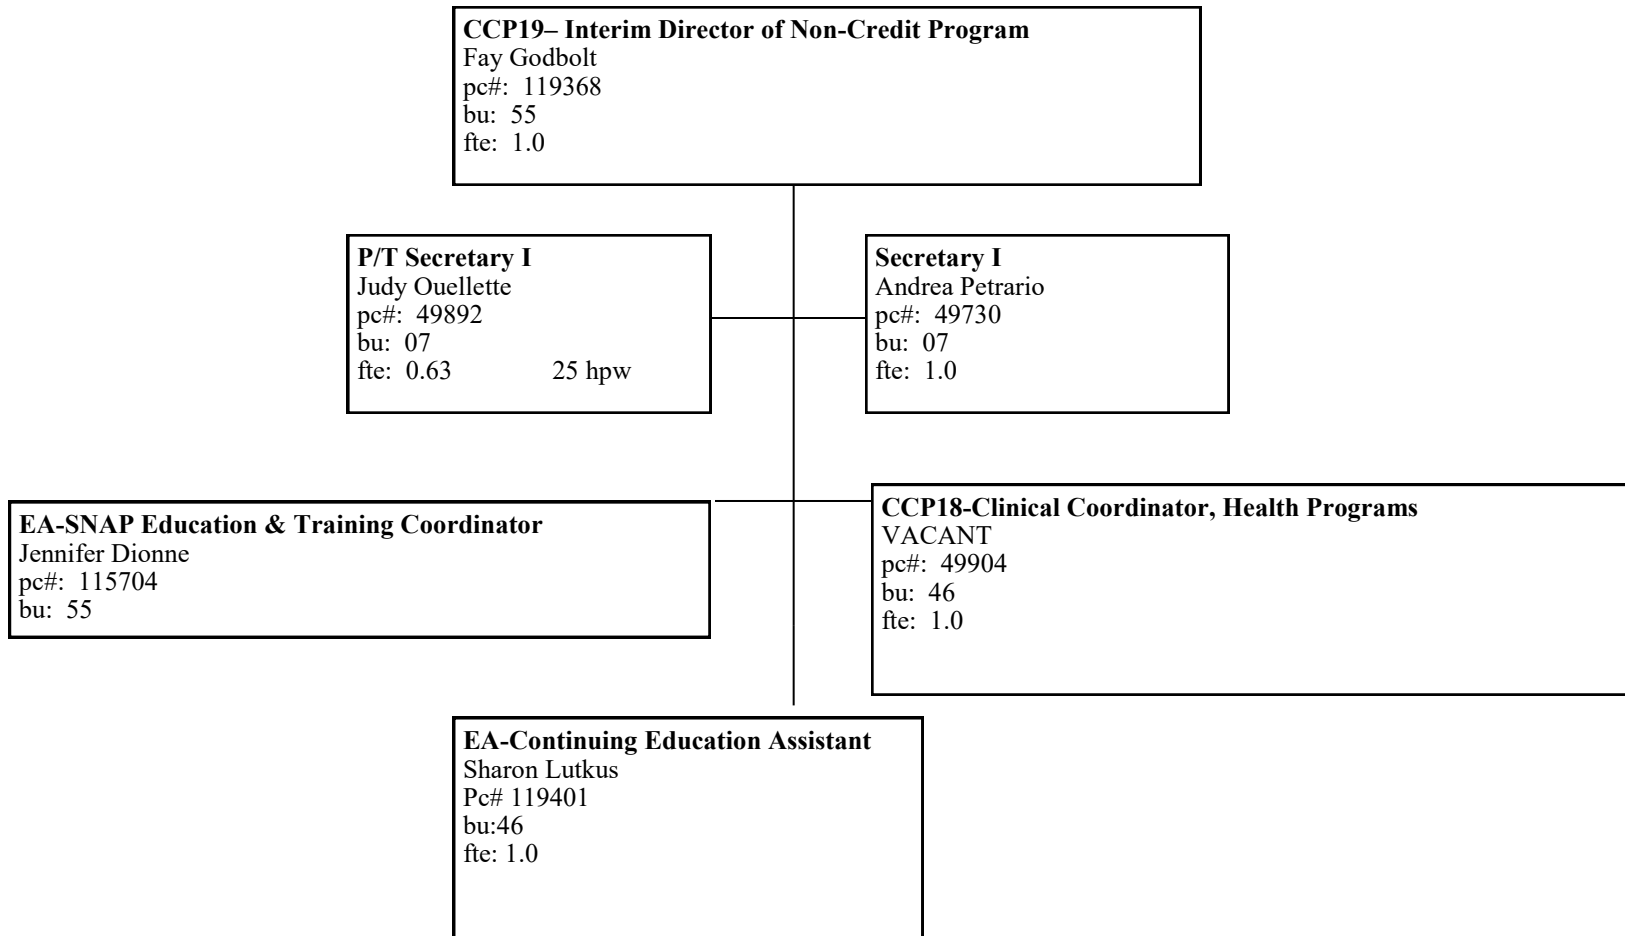 CCP19– Interim Director of Non-Credit Program
Fay Godbolt
pc#: 119368
bu: 55
fte: 1.0
P/T Secretary I
Judy Ouellette
pc#: 49892
bu: 07
fte: 0.63 25 hpw
Secretary I
Andrea Petrario
pc#: 49730
bu: 07
fte: 1.0
EA-SNAP Education & Training Coordinator
Jennifer Dionne
pc#: 115704
bu: 55
CCP18-Clinical Coordinator, Health Programs
VACANT
pc#: 49904
bu: 46
fte: 1.0
EA-Continuing Education Assistant
Sharon Lutkus
Pc# 119401
bu:46
fte: 1.0